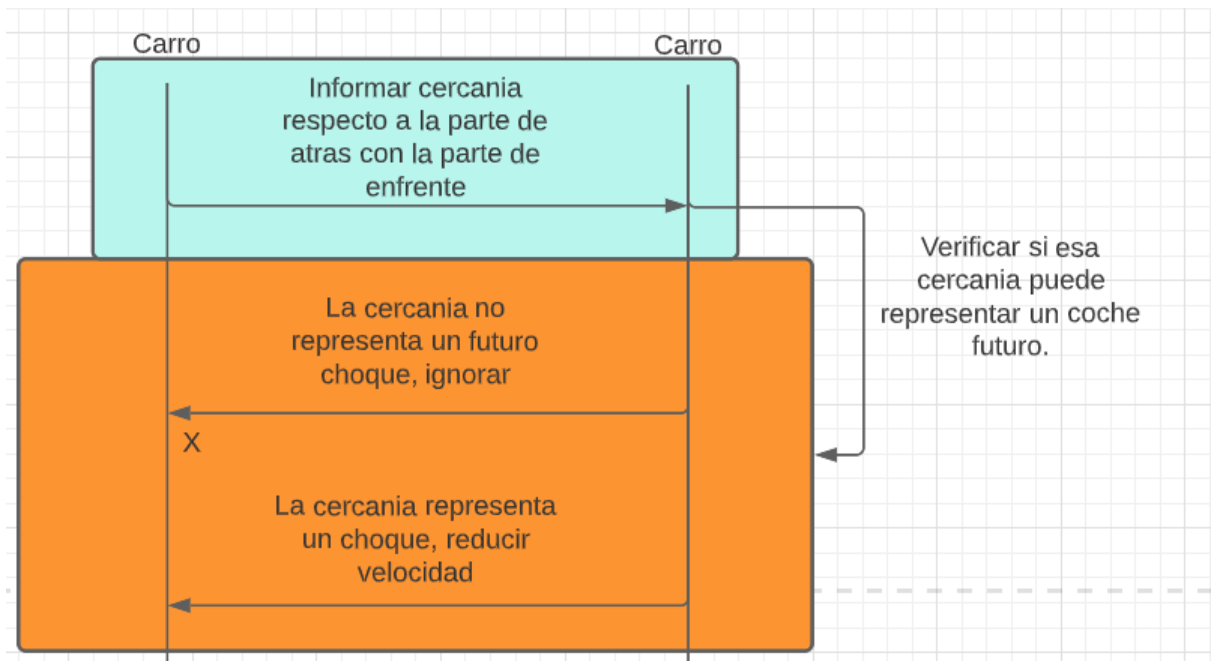 Carro
Carro
Informar cercania
respecto a la parte de
atras con la parte de
enfrente
Verificar si esa
cercania puede
representar un coche
futuro.
La cercania no
representa un futuro
choque, ignorar
X
La cercania representa
un choque, reducir
velocidad